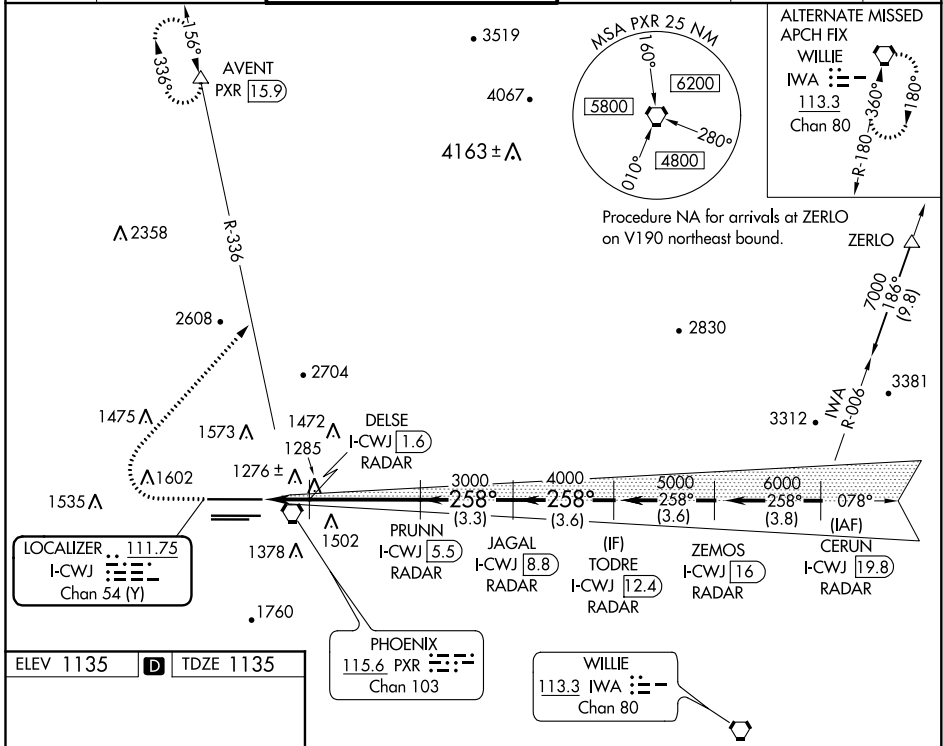 156°
336°
AVENT
PXR 15.9
3519
4067
4163 ±
MSA PXR 25 NM
160°
6200
5800
280°
010°
4800
ALTERNATE MISSED
APCH FIX
WILLIE
IWA
113.3
Chan 80
360°
180°
R-180
Procedure NA for arrivals at ZERLO
on V190 northeast bound.
ZERLO
7000
186°
(9.8)
2358
R-336
2608
2704
2830
3381
3312
IWA
R-006
1475
1573
1472
1285
1276 ±
DELSE
I-CWJ 1.6
RADAR
1602
1535
3000
258°
(3.3)
4000
258°
(3.6)
5000
258°
(3.6)
6000
258°
(3.8)
078°
LOCALIZER 111.75
I-CWJ
Chan 54 (Y)
1378
1502
PRUNN
I-CWJ 5.5
RADAR
JAGAL
I-CWJ 8.8
RADAR
(IF)
TODRE
I-CWJ 12.4
RADAR
ZEMOS
I-CWJ 16
RADAR
(IAF)
CERUN
I-CWJ 19.8
RADAR
1760
PHOENIX
115.6 PXR
Chan 103
WILLIE
113.3 IWA
Chan 80
ELEV 1135 D TDZE 1135